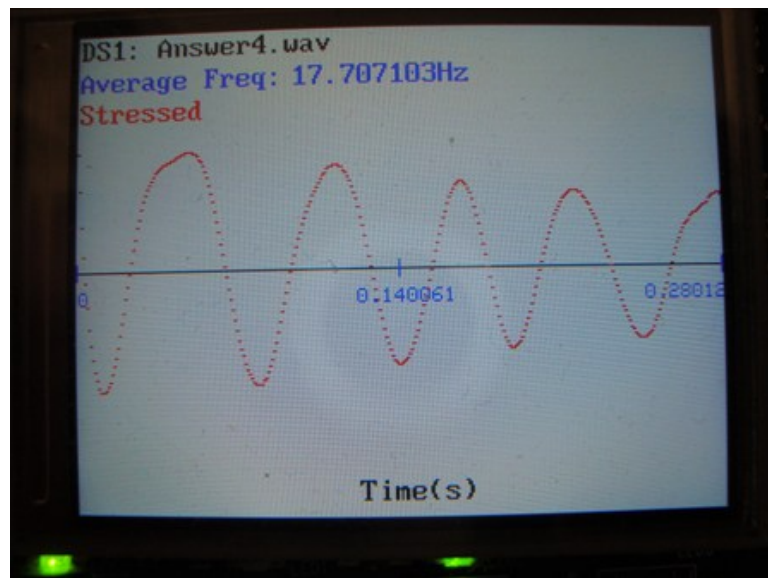 DS1: Answer4.wav
Average Freq: 17.707103Hz
Stressed
0
0.140061
0.28012
Time(s)